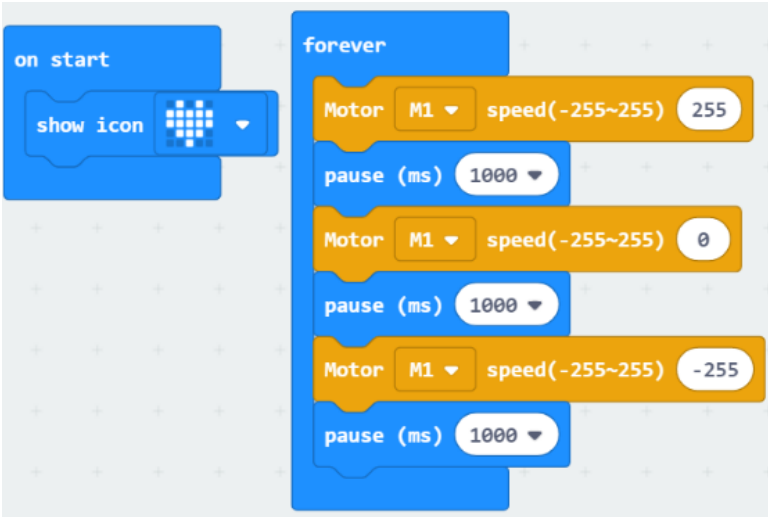 on start
show icon
forever
Motor M1 speed(-255~255) 255
pause (ms) 1000
Motor M1 speed(-255~255) 0
pause (ms) 1000
Motor M1 speed(-255~255) -255
pause (ms) 1000